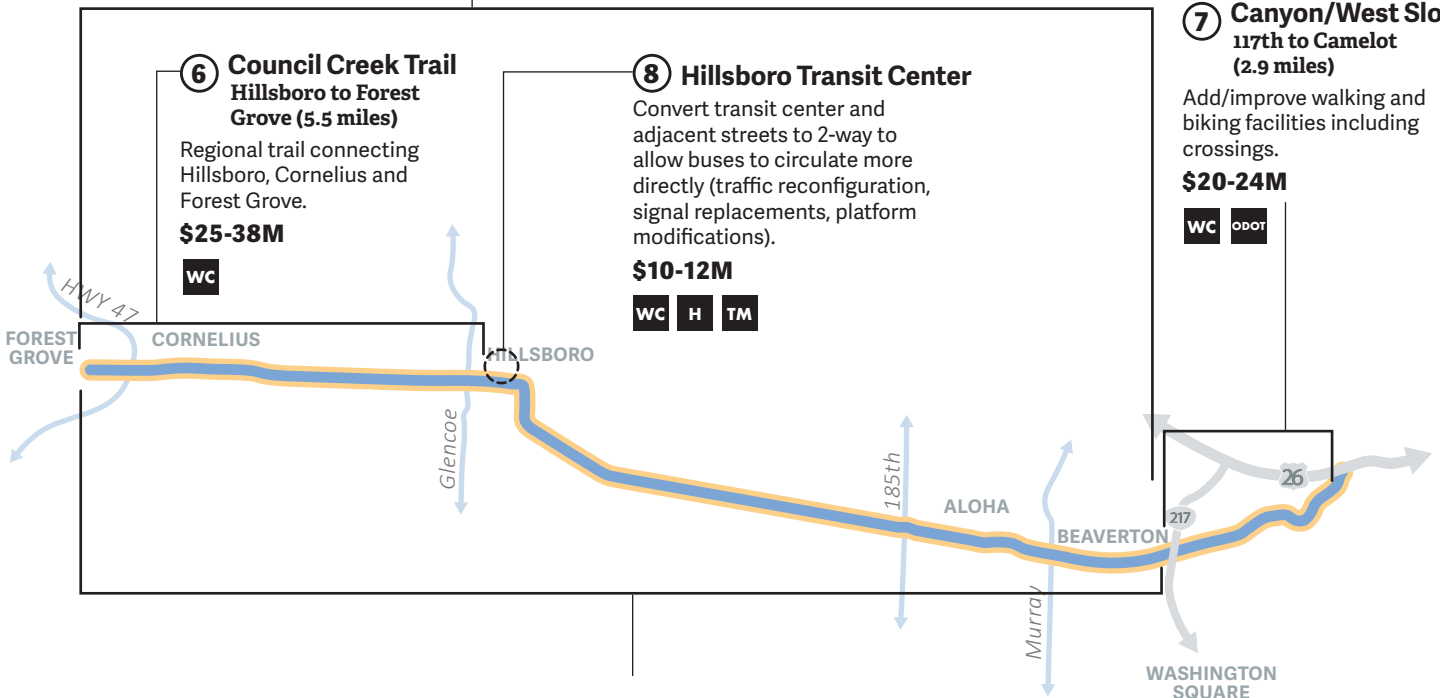 6 Council Creek Trail
Hillsboro to Forest
Grove (5.5 miles)
Regional trail connecting
Hillsboro, Cornelius and
Forest Grove.
$25-38M
WC
8 Hillsboro Transit Center
Convert transit center and
adjacent streets to 2-way to
allow buses to circulate more
directly (traffic reconfiguration,
signal replacements, platform
modifications).
$10-12M
WC H TM
7 Canyon/West Slo
117th to Camelot
(2.9 miles)
Add/improve walking and
biking facilities including
crossings.
$20-24M
WC ODOT
HWY 47
FOREST
GROVE
CORNELIUS
HILLSBORO
Glencoe
185th
ALOHA
Murray
BEAVERTON
217
26
WASHINGTON
SQUARE